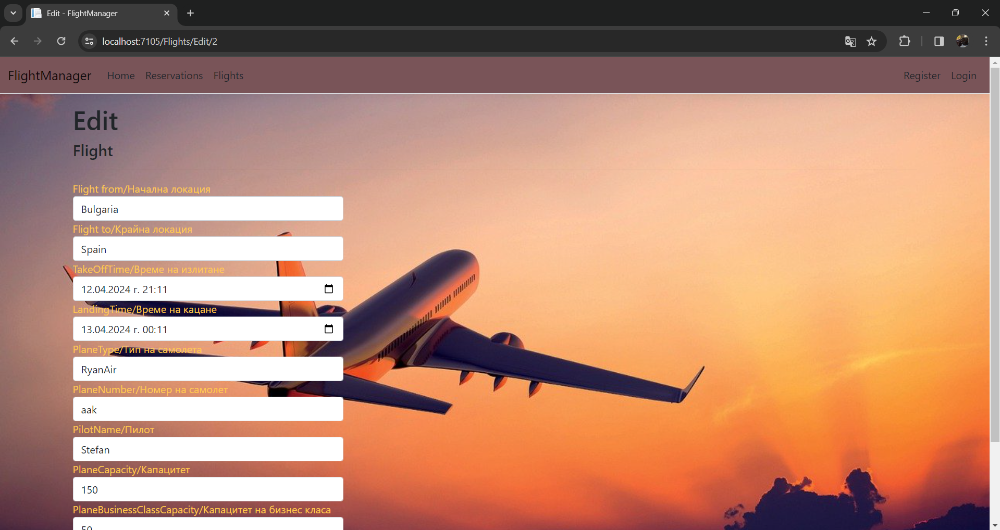 Edit - FlightManager
localhost:7105/Flights/Edit/2
FlightManager Home Reservations Flights Register Login
Edit
Flight
Flight from/Начална локация
Bulgaria
Flight to/Крайна локация
Spain
TakeOffTime/Време на излитане
12.04.2024 г. 21:11
LandingTime/Време на кацане
13.04.2024 г. 00:11
PlaneType/Тип на самолета
RyanAir
PlaneNumber/Номер на самолет
aak
PilotName/Пилот
Stefan
PlaneCapacity/Капацитет
150
PlaneBusinessClassCapacity/Капацитет на бизнес класа
50